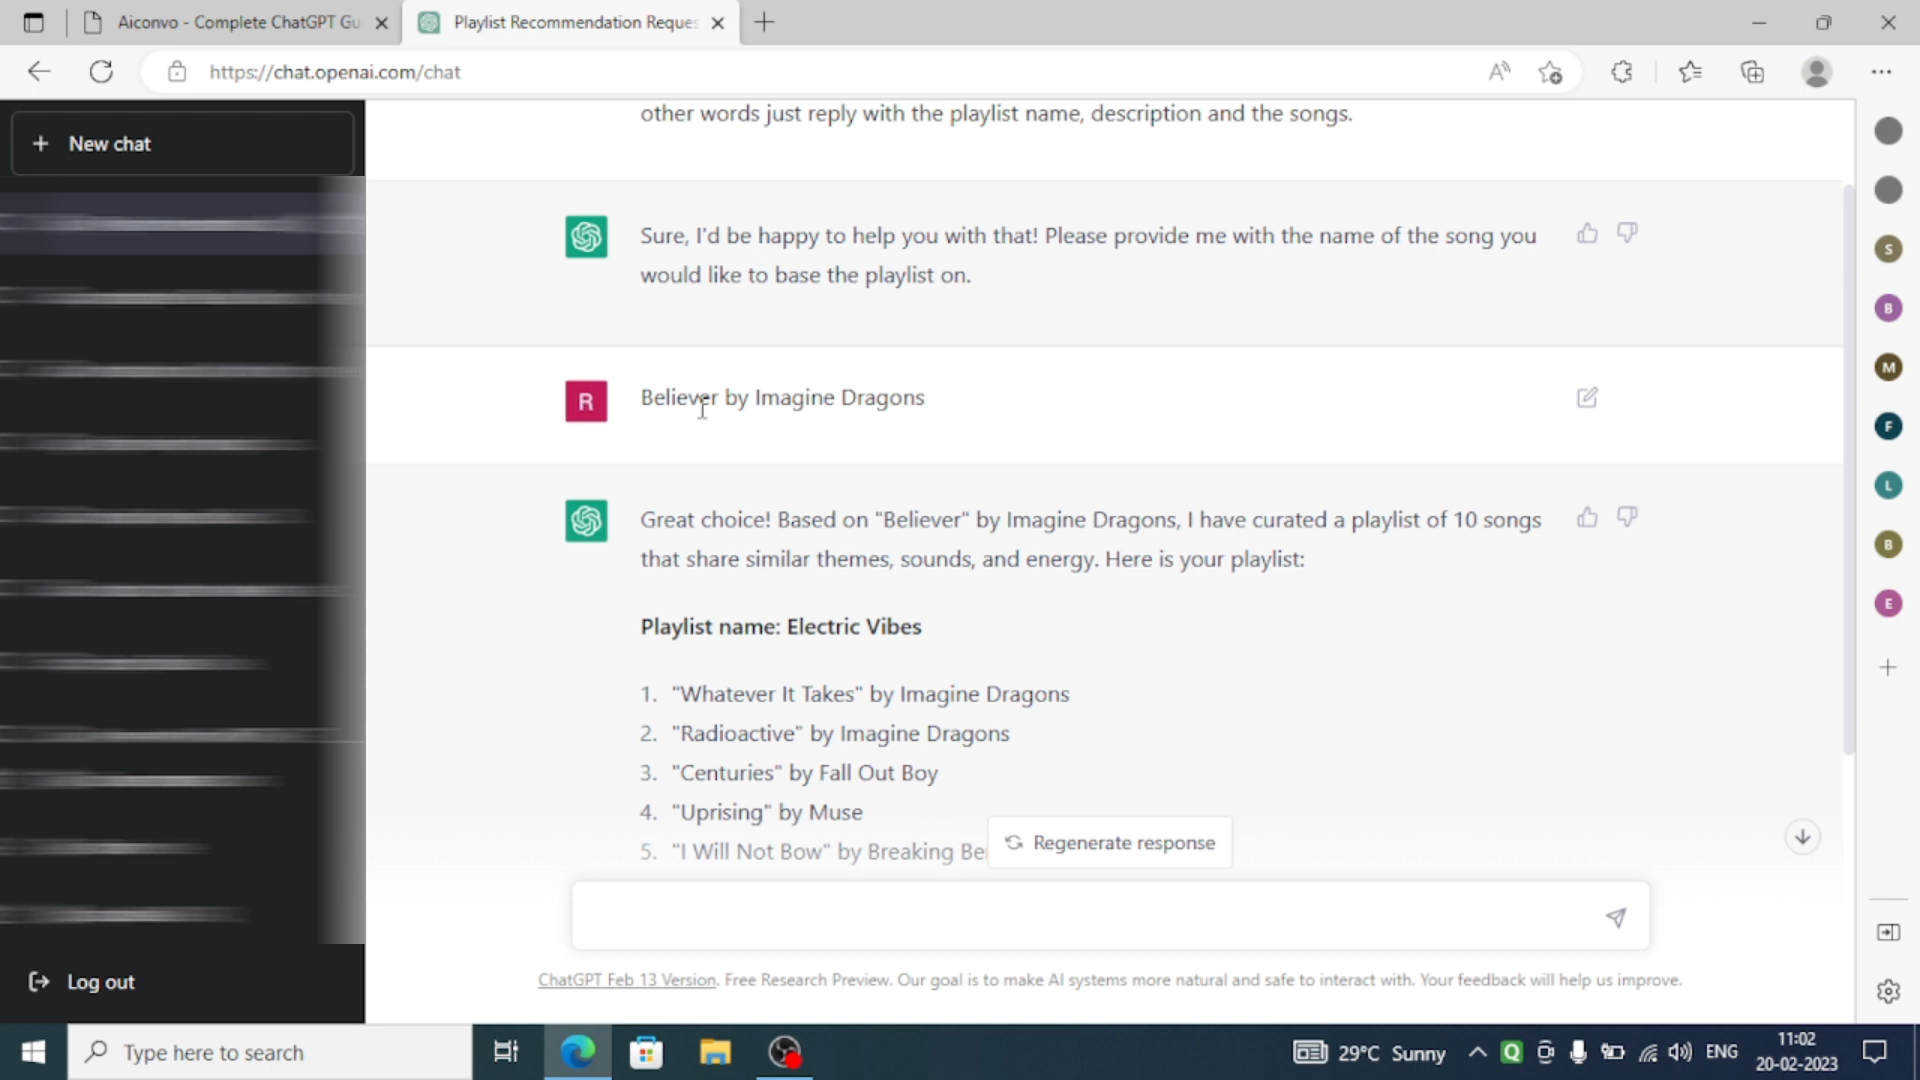 Aiconvo - Complete ChatGPT Gu
Playlist Recommendation Reques
https://chat.openai.com/chat
New chat
other words just reply with the playlist name, description and the songs.
Sure, I'd be happy to help you with that! Please provide me with the name of the song you
would like to base the playlist on.
R
Believer by Imagine Dragons
Great choice! Based on "Believer" by Imagine Dragons, I have curated a playlist of 10 songs
that share similar themes, sounds, and energy. Here is your playlist:
Playlist name: Electric Vibes
1. "Whatever It Takes" by Imagine Dragons
2. "Radioactive" by Imagine Dragons
3. "Centuries" by Fall Out Boy
4. "Uprising" by Muse
5. "I Will Not Bow" by Breaking Be
Regenerate response
ChatGPT Feb 13 Version. Free Research Preview. Our goal is to make AI systems more natural and safe to interact with. Your feedback will help us improve.
Log out
S
B
M
F
L
B
E
Type here to search
29°C Sunny
Q
ENG
11:02
20-02-2023